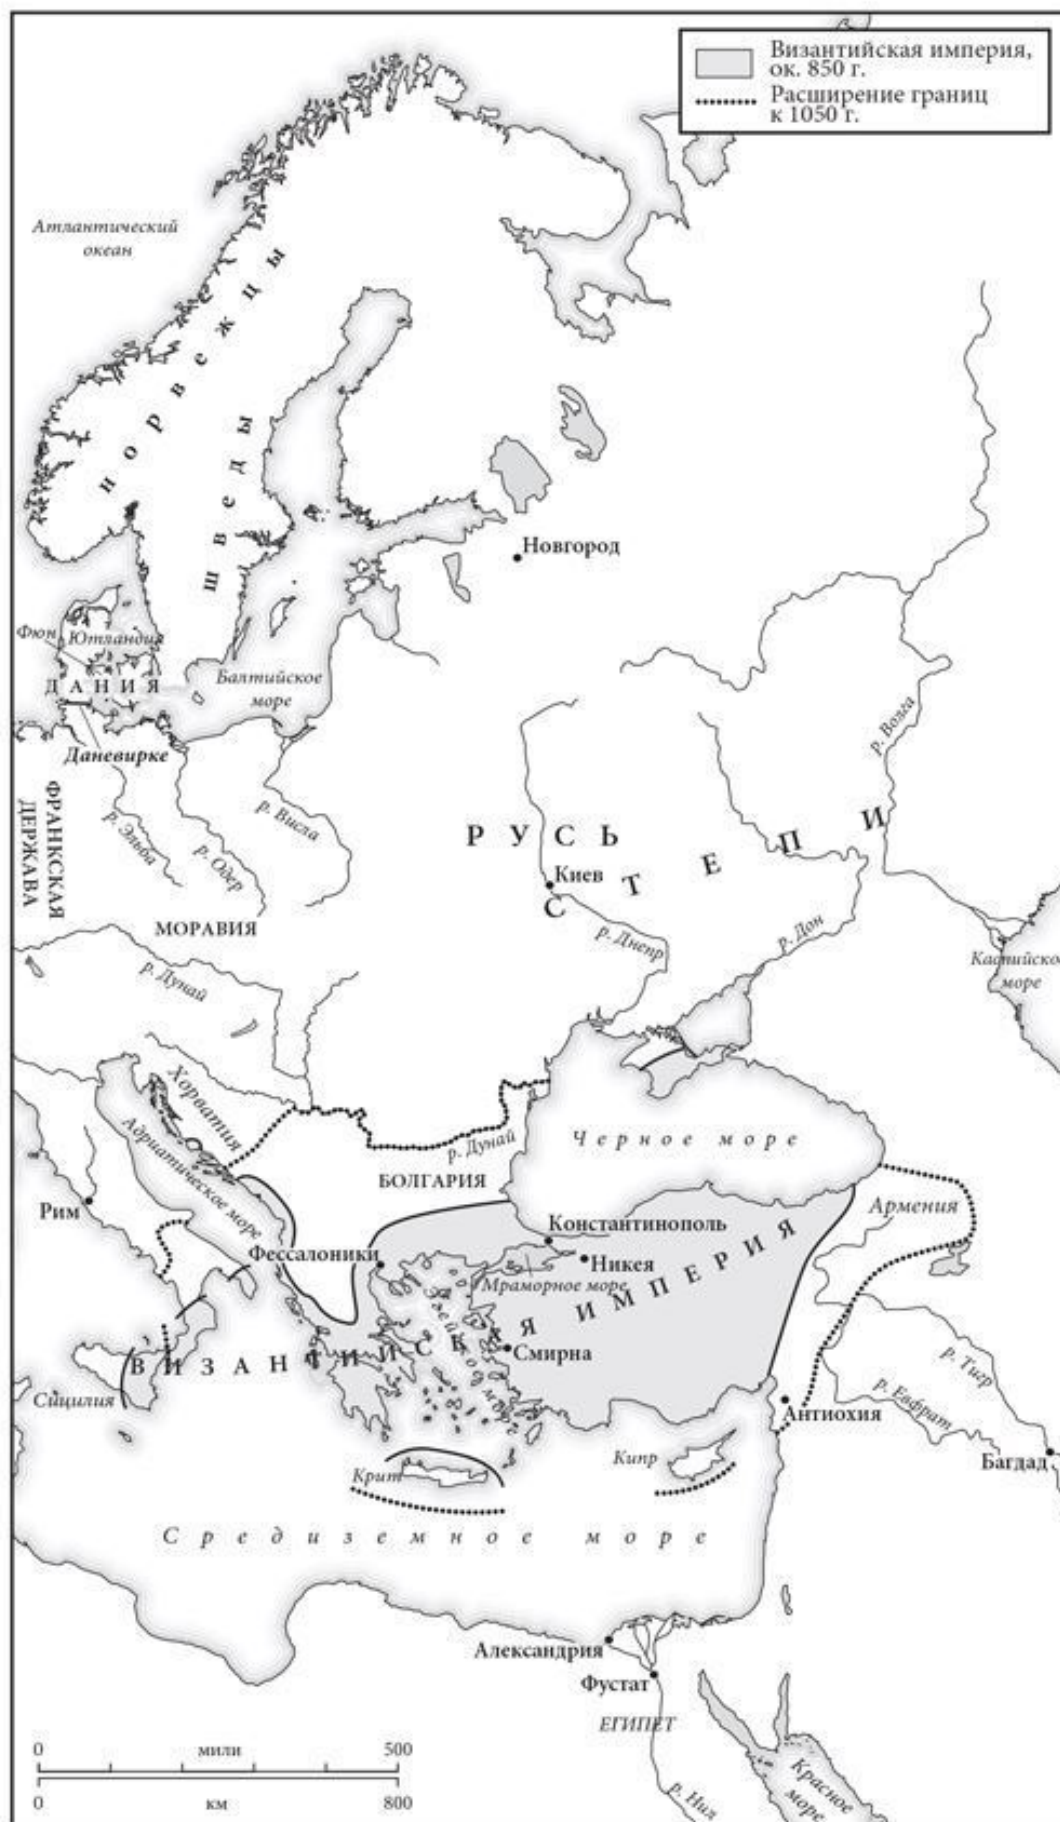 Византийская империя,
ок. 850 г.
Расширение границ
к 1050 г.
Атлантический
океан
норвежцы
шведы
Новгород
Фюн
Ютландия
ДАНИЯ
Балтийское
море
Даневирке
ФРАНКСКАЯ
ДЕРЖАВА
р. Эльба
р. Одер
р. Висла
р. Волга
РУСЬ
СТЕПИ
Киев
МОРАВИЯ
р. Днепр
р. Дон
Каспийское
море
р. Дунай
Хорватия
Адриатическое море
р. Дунай
Черное море
БОЛГАРИЯ
Рим
Армения
Константинополь
Фессалоники
Никея
Мраморное море
Эгейское море
ВИЗАНТИЙСКАЯ ИМПЕРИЯ
Смирна
Сицилия
р. Тигр
р. Евфрат
Антиохия
Багдад
Крит
Кипр
Средиземное море
Александрия
Фустат
ЕГИПЕТ
р. Нил
Красное
море
0 мили 500
0 км 800